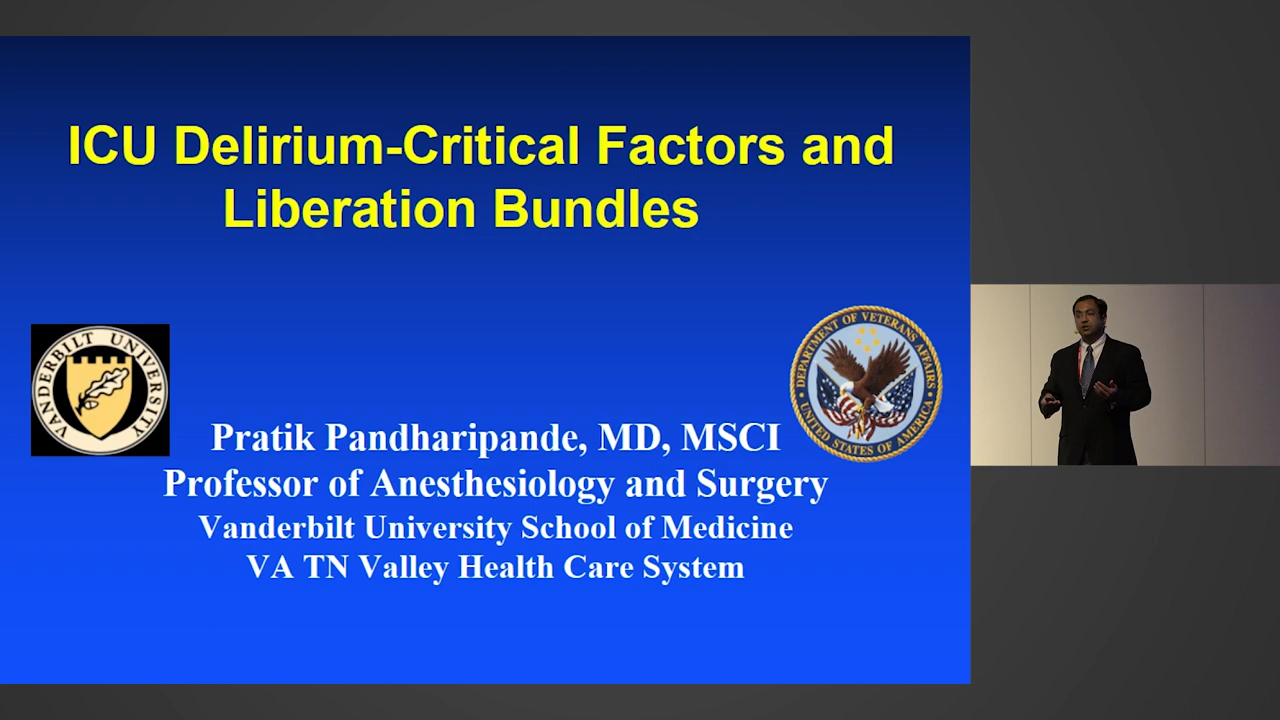 ICU Delirium-Critical Factors and
Liberation Bundles
VANDERBILT UNIVERSITY
DEPARTMENT OF VETERANS AFFAIRS
UNITED STATES OF AMERICA
Pratik Pandharipande, MD, MSCI
Professor of Anesthesiology and Surgery
Vanderbilt University School of Medicine
VA TN Valley Health Care System